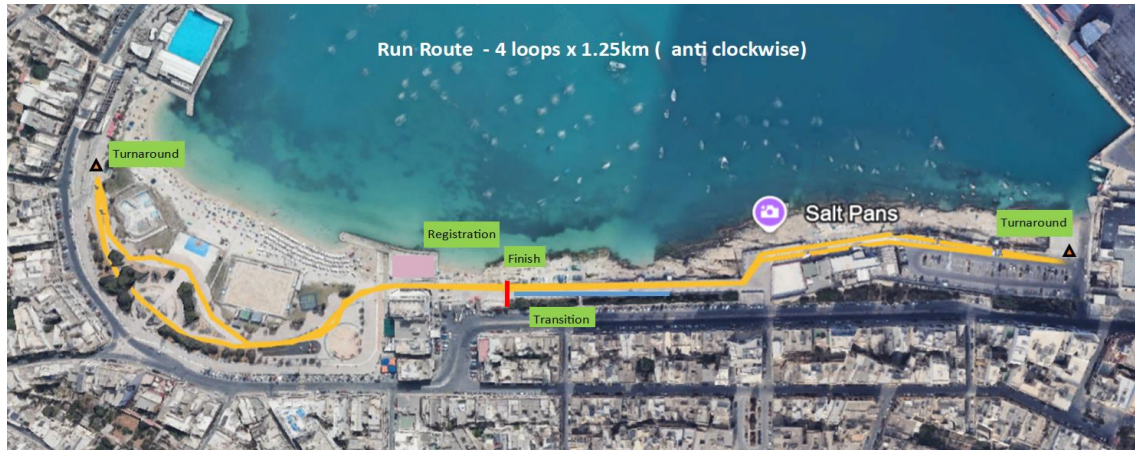 Run Route - 4 loops x 1.25km ( anti clockwise)
Turnaround
Salt Pans
Turnaround
Registration
Finish
Transition